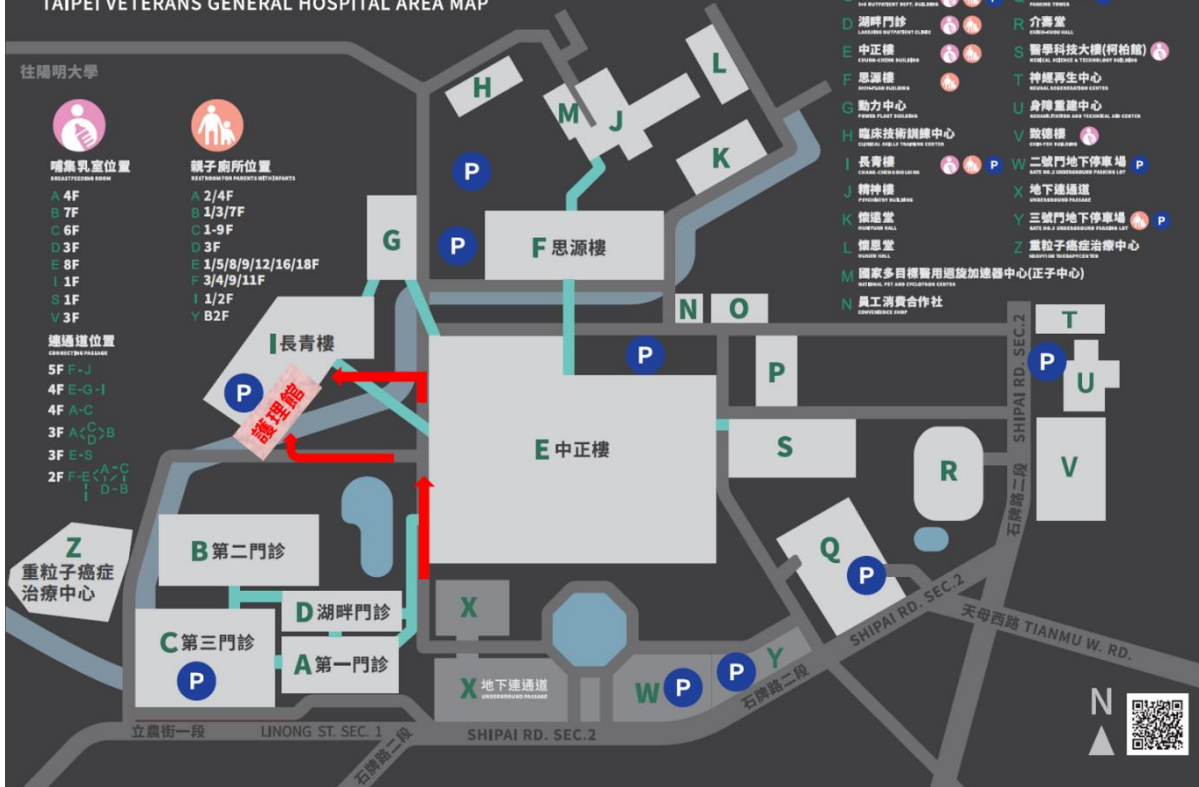 TAIPEI VETERANS GENERAL HOSPITAL AREA MAP
往陽明大學
哺集乳室位置
BREASTFEEDING ROOM
A 4F
B 7F
C 6F
D 3F
E 8F
I 1F
S 1F
V 3F
親子廁所位置
RESTROOM FOR PARENTS WITH INFANTS
A 2/4F
B 1/3/7F
C 1-9F
D 3F
E 1/5/8/9/12/16/18F
F 3/4/9/11F
I 1/2F
Y B2F
連通道位置
CONNECTING PASSAGE
5F F-J
4F E-G-I
4F A-C
3F A C D B
3F E-S
2F F-E A-C I D-B
3rd OUTPATIENT DEPT. BUILDING P
PARKING TOWER
D 湖畔門診
LAKESIDE OUTPATIENT CLINIC
E 中正樓
CHUNG-CHENG BUILDING
F 思源樓
G 動力中心
POWER PLANT BUILDING
H 臨床技術訓練中心
CLINICAL SKILLS TRAINING CENTER
I 長青樓 P
J 精神樓
PSYCHIATRY BUILDING
K 懷遠堂
HUAIYUAN HALL
L 懷恩堂
HUAIEN HALL
M 國家多目標醫用迴旋加速器中心(正子中心)
NATIONAL PET AND CYCLOTRON CENTER
N 員工消費合作社
CONVENIENCE SHOP
R 介壽堂
S 醫學科技大樓(柯柏館)
MEDICAL SCIENCE & TECHNOLOGY BUILDING
T 神經再生中心
NEURAL REGENERATION CENTER
U 身障重建中心
REHABILITATION AND TECHNICAL AID CENTER
V 致德樓
W 二號門地下停車場 P
GATE NO.2 UNDERGROUND PARKING LOT
X 地下連通道
UNDERGROUND PASSAGE
Y 三號門地下停車場 P
GATE NO.3 UNDERGROUND PARKING LOT
Z 重粒子癌症治療中心
HEAVY ION THERAPY CENTER
H
M
J
L
K
P
P
G
F 思源樓
N
O
I 長青樓
P
護理館
P
P
T
P
U
E 中正樓
S
R
V
SHIPAI RD. SEC.2
石牌路二段
B 第二門診
Z
重粒子癌症
治療中心
D 湖畔門診
C 第三門診
P
A 第一門診
X
X 地下連通道
UNDERGROUND PASSAGE
W P
P Y
Q
P
SHIPAI RD. SEC.2
石牌路二段
天母西路 TIANMU W. RD.
立農街一段
LINONG ST. SEC. 1
石牌路二段
SHIPAI RD. SEC.2
N